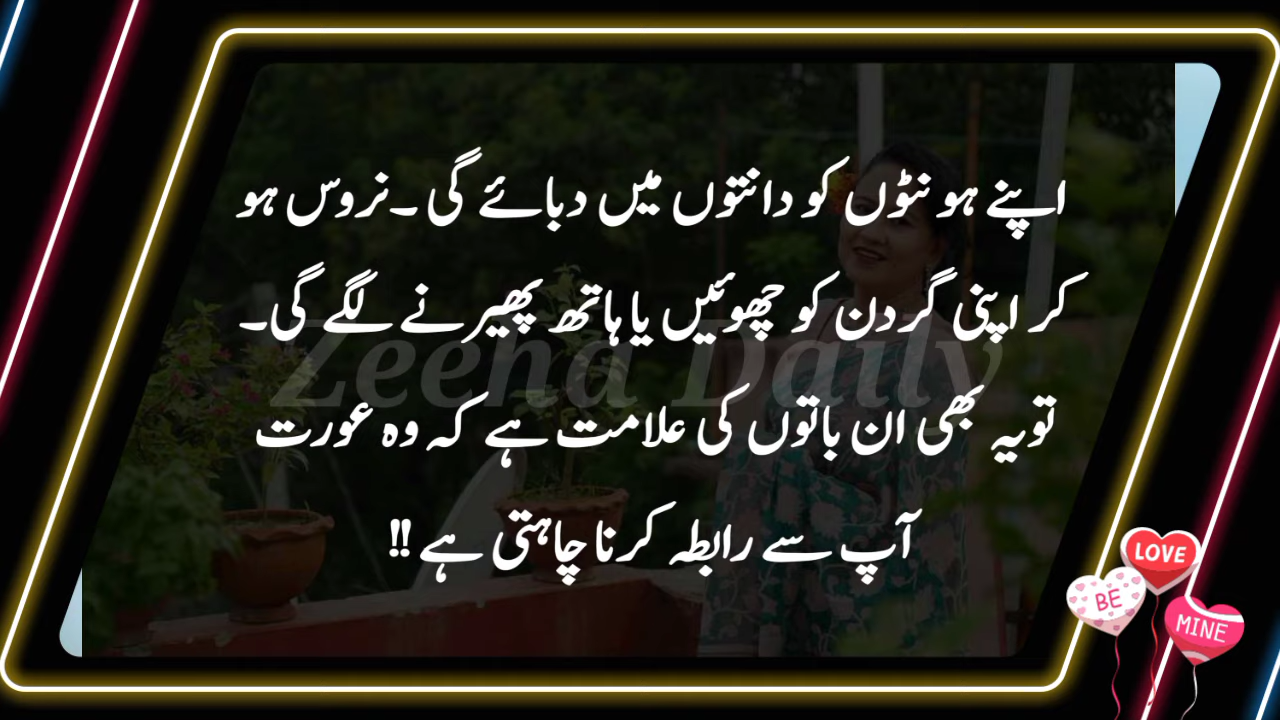 اپنے ہونٹوں کو دانتوں میں دبائے گی ۔نروس ہو
کر اپنی گردن کو چھوئیں یا ہاتھ پھیرنے لگے گی۔
Zeena Daily
تویہ بھی ان باتوں کی علامت ہے کہ وہ عورت
آپ سے رابطہ کرنا چاہتی ہے !!
LOVE
BE
MINE